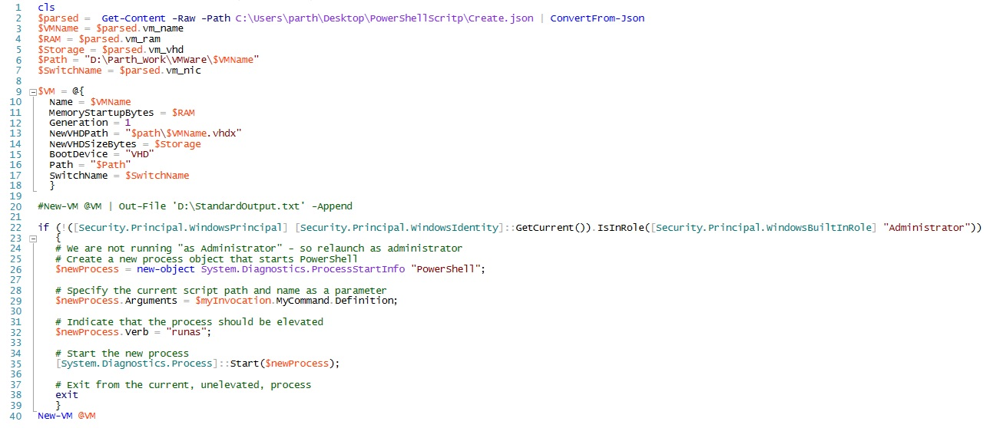 1 cls
2 $parsed =  Get-Content -Raw -Path C:\Users\parth\Desktop\PowerShellScritp\Create.json | ConvertFrom-Json
3 $VMName = $parsed.vm_name
4 $RAM = $parsed.vm_ram
5 $Storage = $parsed.vm_vhd
6 $Path = "D:\Parth_Work\VMWare\$VMName"
7 $SwitchName = $parsed.vm_nic
8
9 $VM = @{
10   Name = $VMName
11   MemoryStartupBytes = $RAM
12   Generation = 1
13   NewVHDPath = "$path\$VMName.vhdx"
14   NewVHDSizeBytes = $Storage
15   BootDevice = "VHD"
16   Path = "$Path"
17   SwitchName = $SwitchName
18   }
19
20 #New-VM @VM | Out-File 'D:\StandardOutput.txt' -Append
21
22 if (!([Security.Principal.WindowsPrincipal] [Security.Principal.WindowsIdentity]::GetCurrent()).IsInRole([Security.Principal.WindowsBuiltInRole] "Administrator"))
23    {
24    # We are not running "as Administrator" - so relaunch as administrator
25    # Create a new process object that starts PowerShell
26    $newProcess = new-object System.Diagnostics.ProcessStartInfo "PowerShell";
27
28    # Specify the current script path and name as a parameter
29    $newProcess.Arguments = $myInvocation.MyCommand.Definition;
30
31    # Indicate that the process should be elevated
32    $newProcess.Verb = "runas";
33
34    # Start the new process
35    [System.Diagnostics.Process]::Start($newProcess);
36
37    # Exit from the current, unelevated, process
38    exit
39    }
40 New-VM @VM